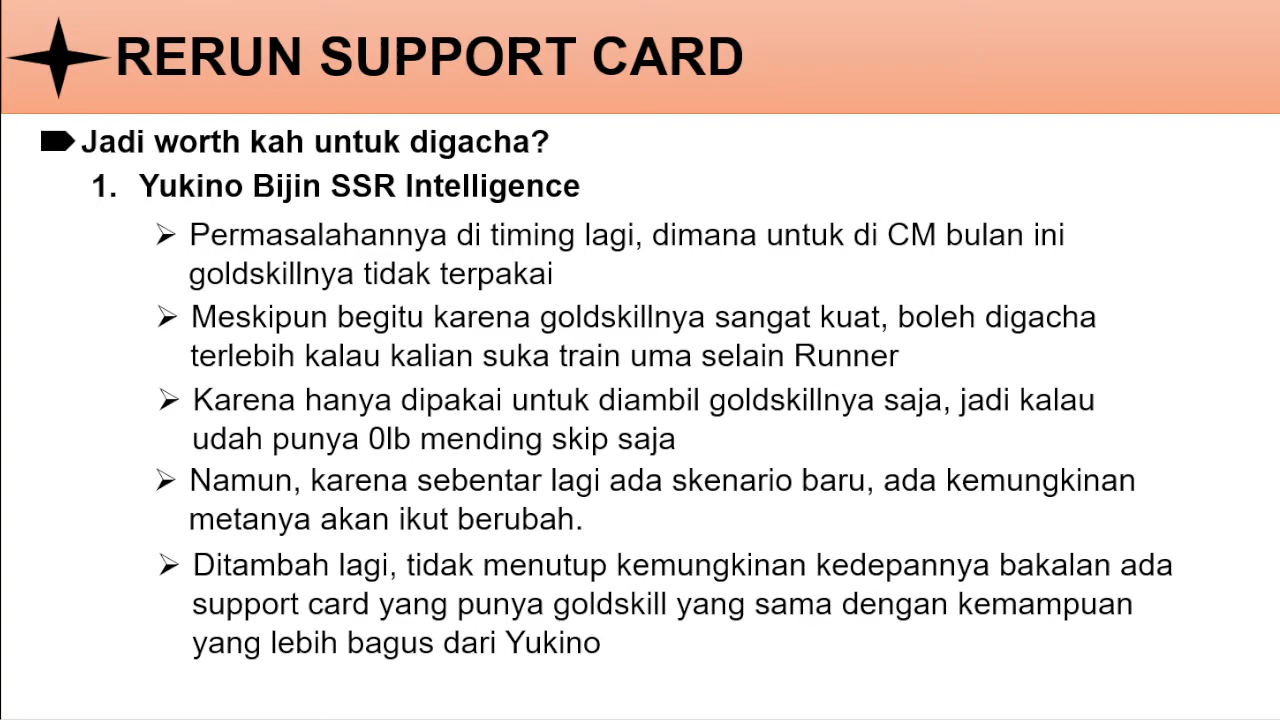 RERUN SUPPORT CARD
Jadi worth kah untuk digacha?
1. Yukino Bijin SSR Intelligence
➢ Permasalahannya di timing lagi, dimana untuk di CM bulan ini
goldskillnya tidak terpakai
➢ Meskipun begitu karena goldskillnya sangat kuat, boleh digacha
terlebih kalau kalian suka train uma selain Runner
➢ Karena hanya dipakai untuk diambil goldskillnya saja, jadi kalau
udah punya 0lb mending skip saja
➢ Namun, karena sebentar lagi ada skenario baru, ada kemungkinan
metanya akan ikut berubah.
➢ Ditambah lagi, tidak menutup kemungkinan kedepannya bakalan ada
support card yang punya goldskill yang sama dengan kemampuan
yang lebih bagus dari Yukino